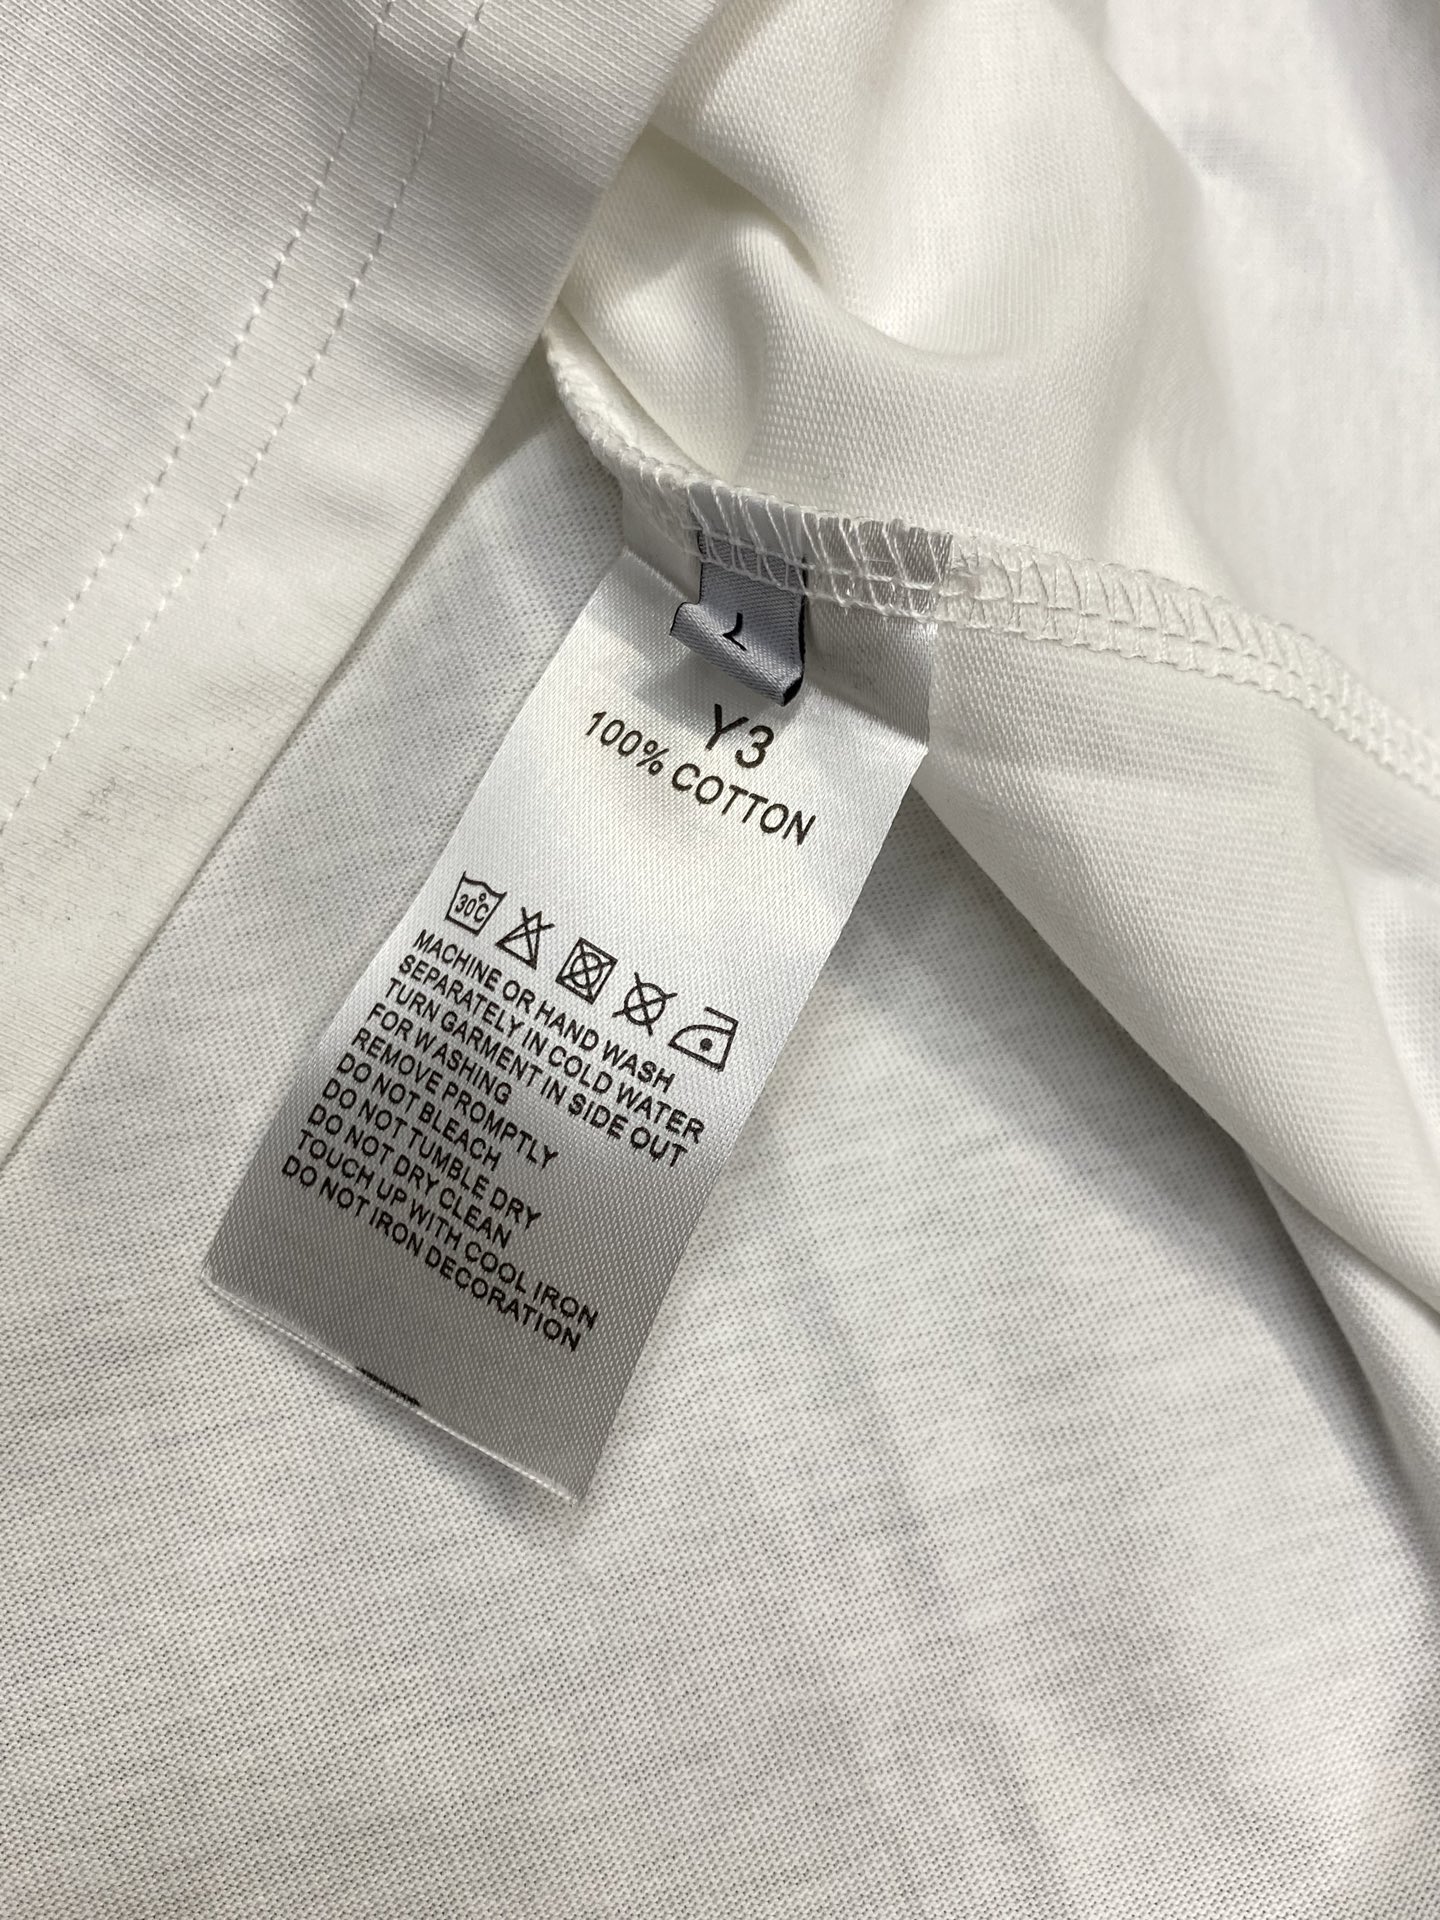 L
Y3
100% COTTON
30°C
MACHINE OR HAND WASH
SEPARATELY IN COLD WATER
TURN GARMENT IN SIDE OUT
FOR WASHING
REMOVE PROMPTLY
DO NOT BLEACH
DO NOT TUMBLE DRY
DO NOT DRY CLEAN
TOUCH UP WITH COOL IRON
DO NOT IRON DECORATION